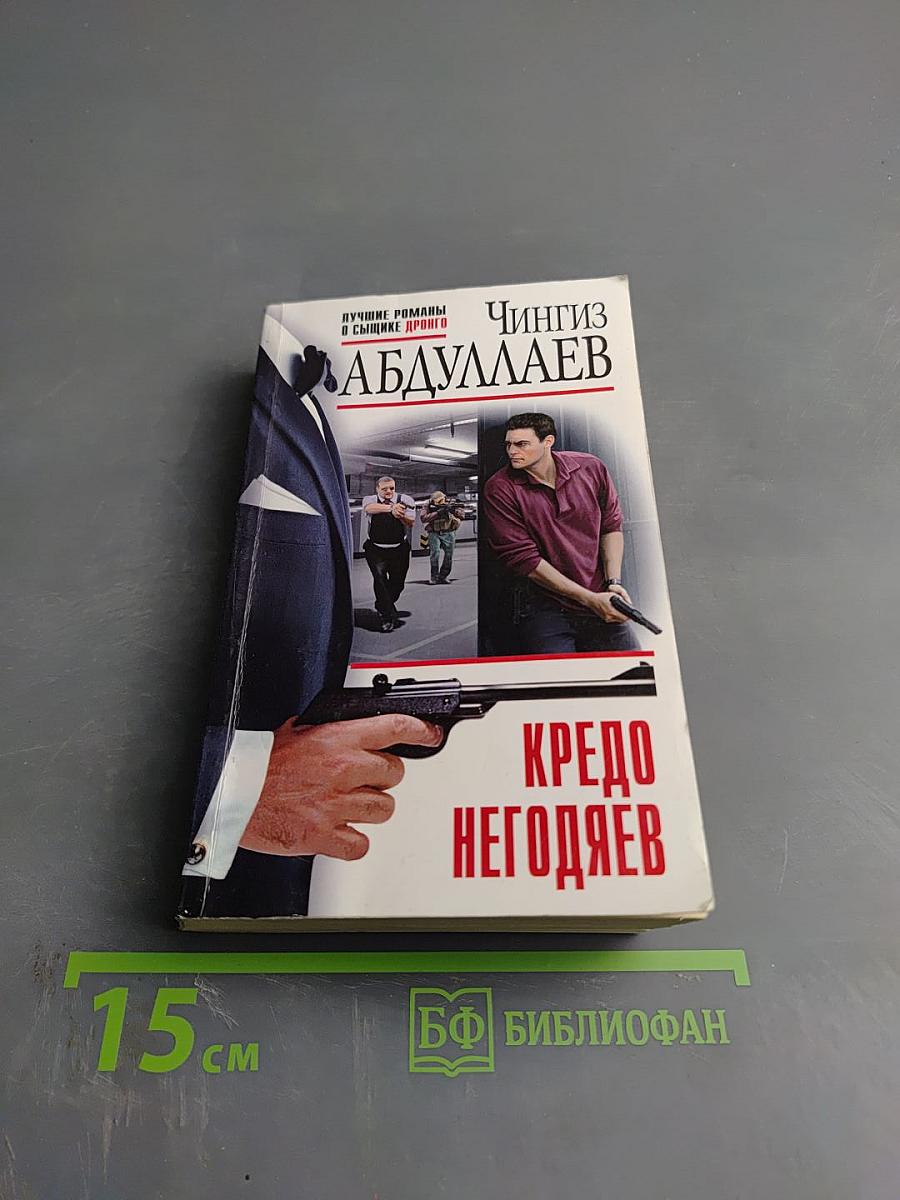 ЛУЧШИЕ РОМАНЫ
О СЫЩИКЕ ДРОНГО
ЧИНГИЗ
АБДУЛЛАЕВ
КРЕДО
НЕГОДЯЕВ
15 см
БФ БИБЛИОФАН